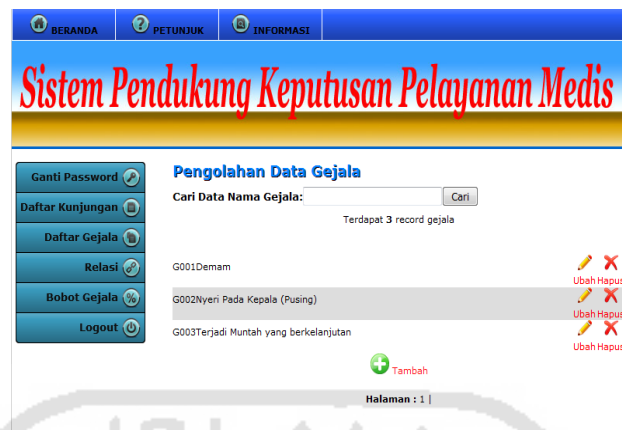 BERANDA PETUNJUK INFORMASI
Sistem Pendukung Keputusan Pelayanan Medis
Ganti Password
Daftar Kunjungan
Daftar Gejala
Relasi
Bobot Gejala
Logout
Pengolahan Data Gejala
Cari Data Nama Gejala: Cari
Terdapat 3 record gejala
G001Demam
Ubah Hapus
G002Nyeri Pada Kepala (Pusing)
Ubah Hapus
G003Terjadi Muntah yang berkelanjutan
Ubah Hapus
Tambah
Halaman : 1 |